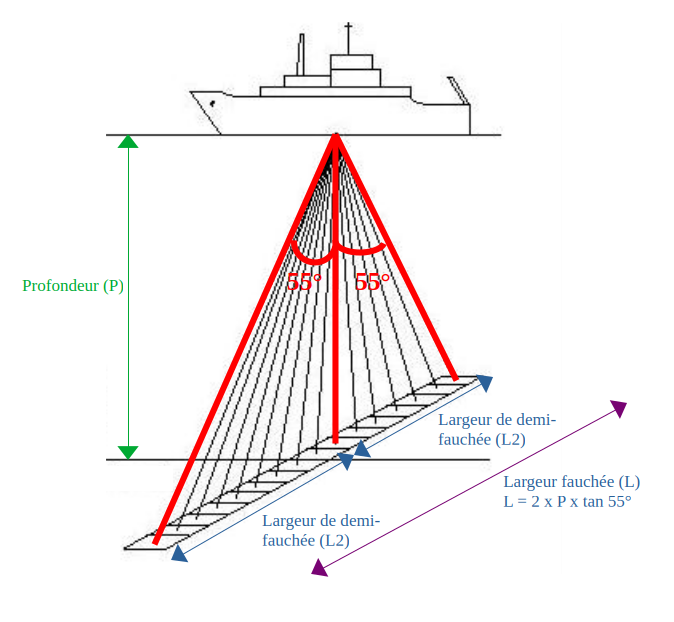 Profondeur (P)
55° 55°
Largeur de demi-
fauchée (L2)
Largeur fauchée (L)
L = 2 x P x tan 55°
Largeur de demi-
fauchée (L2)